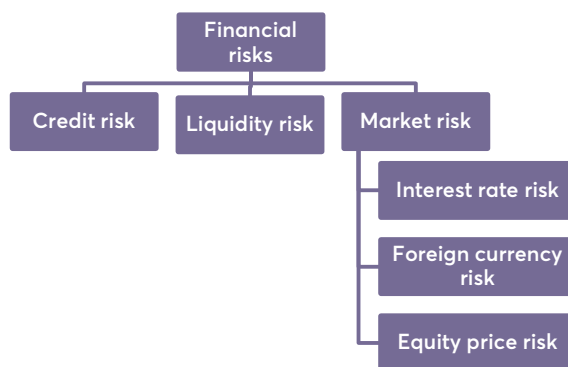 Financial
risks
Credit risk
Liquidity risk
Market risk
Interest rate risk
Foreign currency
risk
Equity price risk